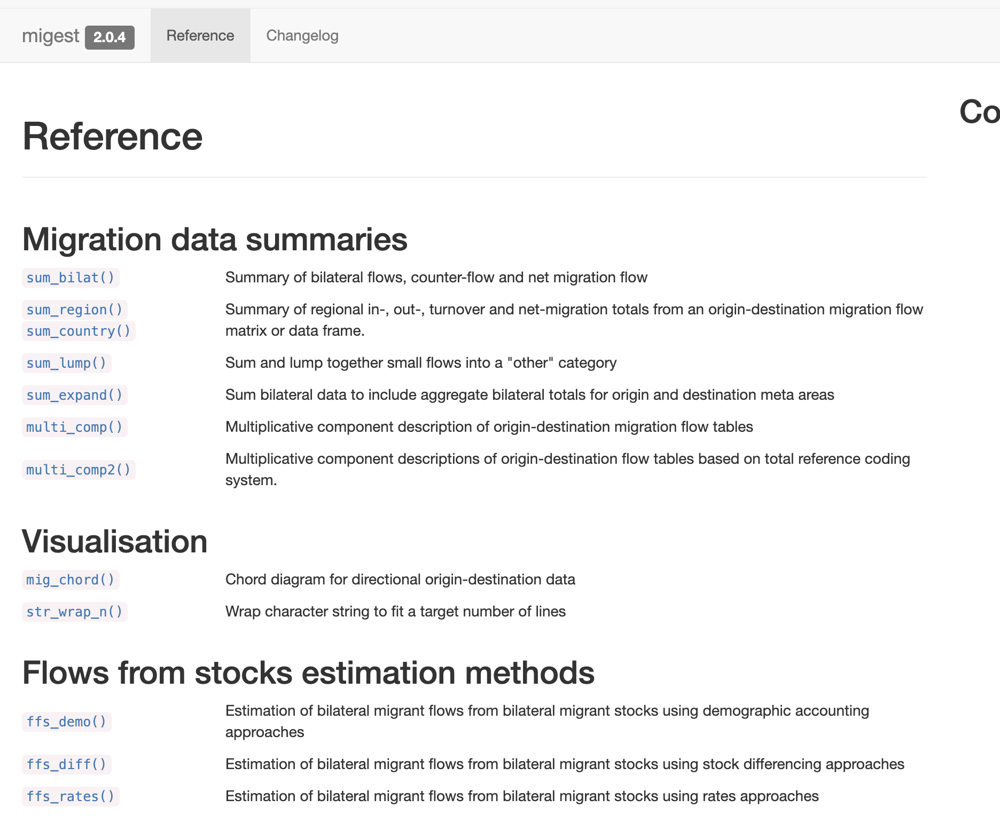 migest 2.0.4 Reference Changelog
Reference
Co
Migration data summaries
sum_bilat() Summary of bilateral flows, counter-flow and net migration flow
sum_region() Summary of regional in-, out-, turnover and net-migration totals from an origin-destination migration flow
sum_country() matrix or data frame.
sum_lump() Sum and lump together small flows into a "other" category
sum_expand() Sum bilateral data to include aggregate bilateral totals for origin and destination meta areas
multi_comp() Multiplicative component description of origin-destination migration flow tables
multi_comp2() Multiplicative component descriptions of origin-destination flow tables based on total reference coding
system.
Visualisation
mig_chord() Chord diagram for directional origin-destination data
str_wrap_n() Wrap character string to fit a target number of lines
Flows from stocks estimation methods
ffs_demo() Estimation of bilateral migrant flows from bilateral migrant stocks using demographic accounting
approaches
ffs_diff() Estimation of bilateral migrant flows from bilateral migrant stocks using stock differencing approaches
ffs_rates() Estimation of bilateral migrant flows from bilateral migrant stocks using rates approaches